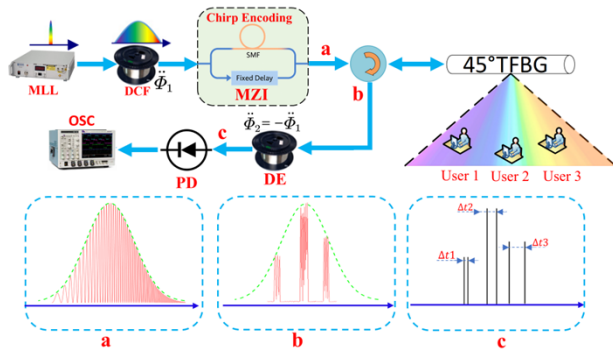 Chirp Encoding
SMF
Fixed Delay
MZI
MLL
DCF
Φ̈₁
a
b
45°TFBG
User 1
User 2
User 3
OSC
PD
c
Φ̈₂= −Φ̈₁
DE
Δt1
Δt2
Δt3
a
b
c